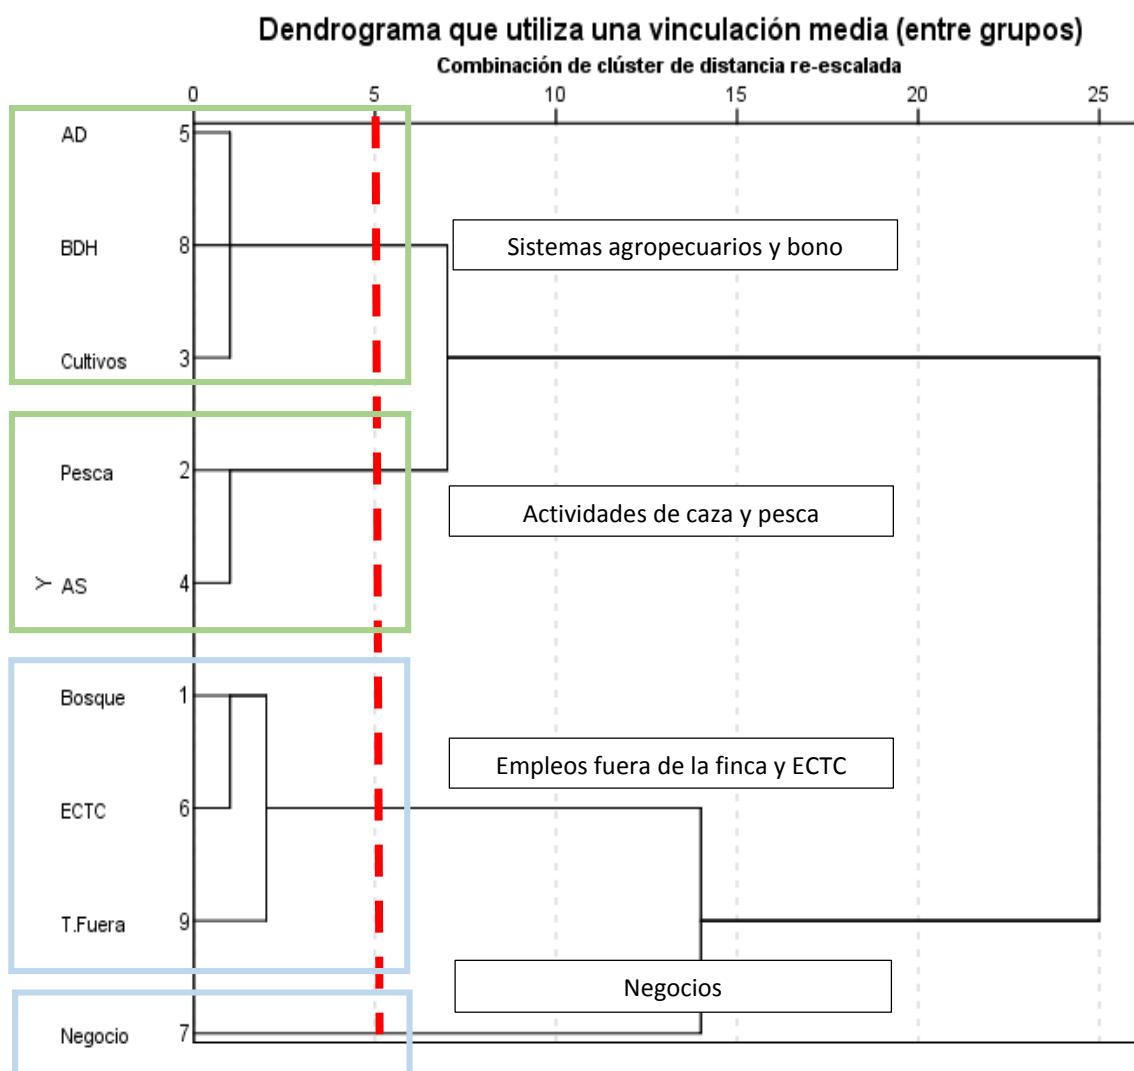 Dendrograma que utiliza una vinculación media (entre grupos)
Combinación de clúster de distancia re-escalada
0 5 10 15 20 25
AD 5
BDH 8 Sistemas agropecuarios y bono
Cultivos 3
Pesca 2
Actividades de caza y pesca
Y AS 4
Bosque 1
Empleos fuera de la finca y ECTC
ECTC 6
T.Fuera 9
Negocios
Negocio 7